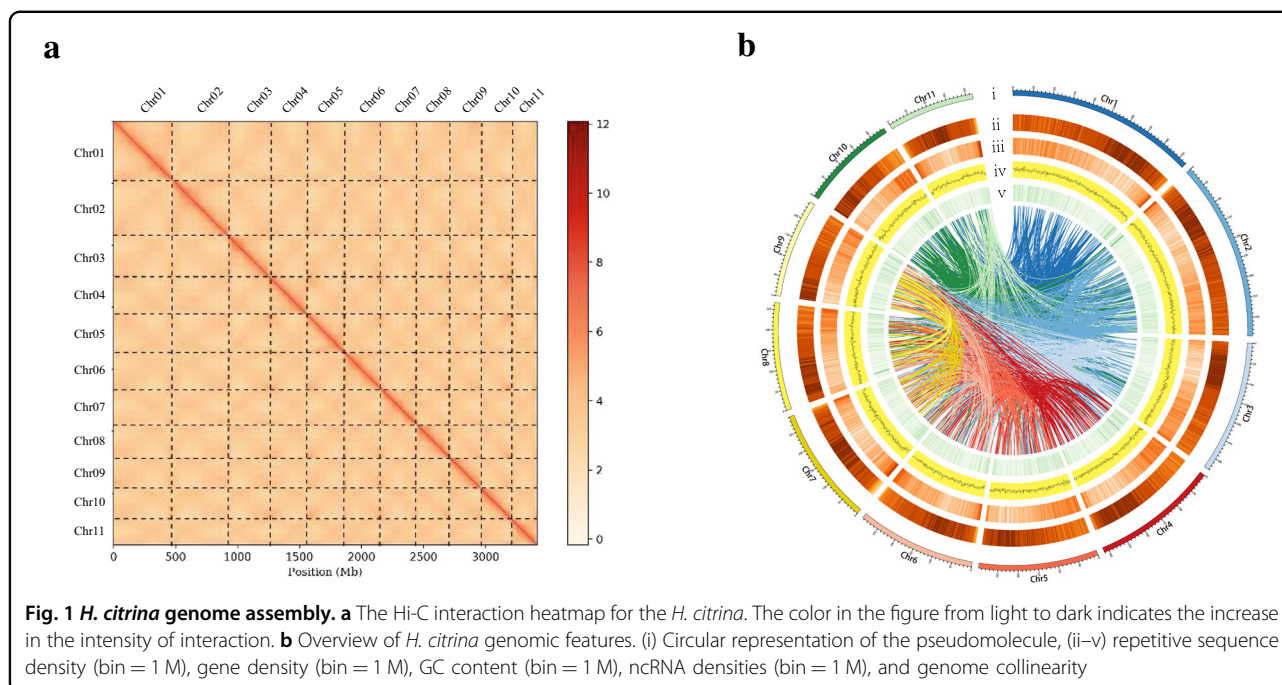 a
b
Chr01 Chr02 Chr03 Chr04 Chr05 Chr06 Chr07 Chr08 Chr09 Chr10 Chr11
Chr01
Chr02
Chr03
Chr04
Chr05
Chr06
Chr07
Chr08
Chr09
Chr10
Chr11
0 500 1000 1500 2000 2500 3000
Position (Mb)
12
10
8
6
4
2
0
i
ii
iii
iv
v
Chr1
Chr2
Chr3
Chr4
Chr5
Chr6
Chr7
Chr8
Chr9
Chr10
Chr11
Fig. 1 H. citrina genome assembly. a The Hi-C interaction heatmap for the H. citrina. The color in the figure from light to dark indicates the increase
in the intensity of interaction. b Overview of H. citrina genomic features. (i) Circular representation of the pseudomolecule, (ii–v) repetitive sequence
density (bin = 1 M), gene density (bin = 1 M), GC content (bin = 1 M), ncRNA densities (bin = 1 M), and genome collinearity